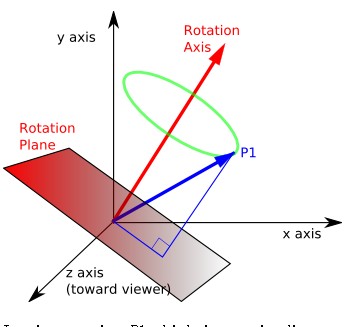 y axis
Rotation
Axis
Rotation
Plane
P1
x axis
z axis
(toward viewer)